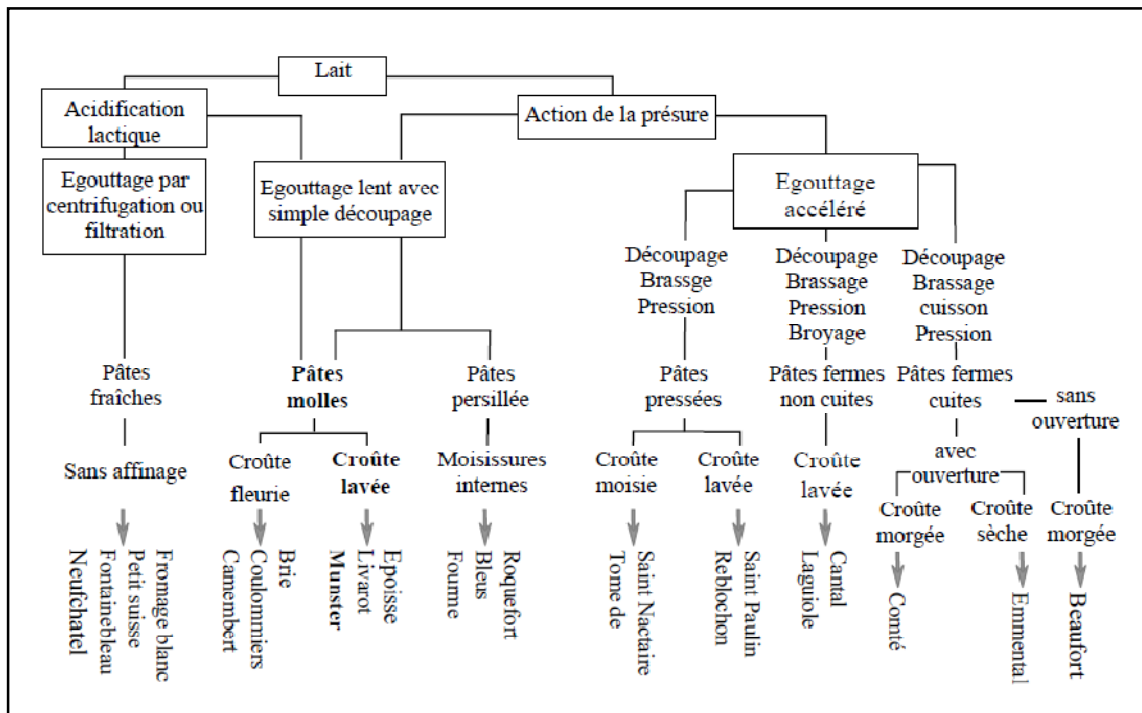 Lait
Acidification
lactique
Action de la présure
Egouttage par
centrifugation ou
filtration
Egouttage lent avec
simple découpage
Egouttage
accéléré
Découpage
Brassge
Pression
Découpage
Brassage
Pression
Broyage
Découpage
Brassage
cuisson
Pression
Pâtes
fraîches
Pâtes
molles
Pâtes
persillée
Pâtes
pressées
Pâtes fermes
non cuites
Pâtes fermes
cuites
sans
ouverture
avec
ouverture
Sans affinage
Croûte
fleurie
Croûte
lavée
Moisissures
internes
Croûte
moisie
Croûte
lavée
Croûte
lavée
Croûte
morgée
Croûte
sèche
Croûte
morgée
Fromage blanc
Petit suisse
Fontainebleau
Neufchatel
Brie
Coulommiers
Camembert
Epoisse
Livarot
Munster
Roquefort
Bleus
Fourme
Saint Nactaire
Tome de
Saint Paulin
Reblochon
Cantal
Laguiole
Comté
Emmental
Beaufort